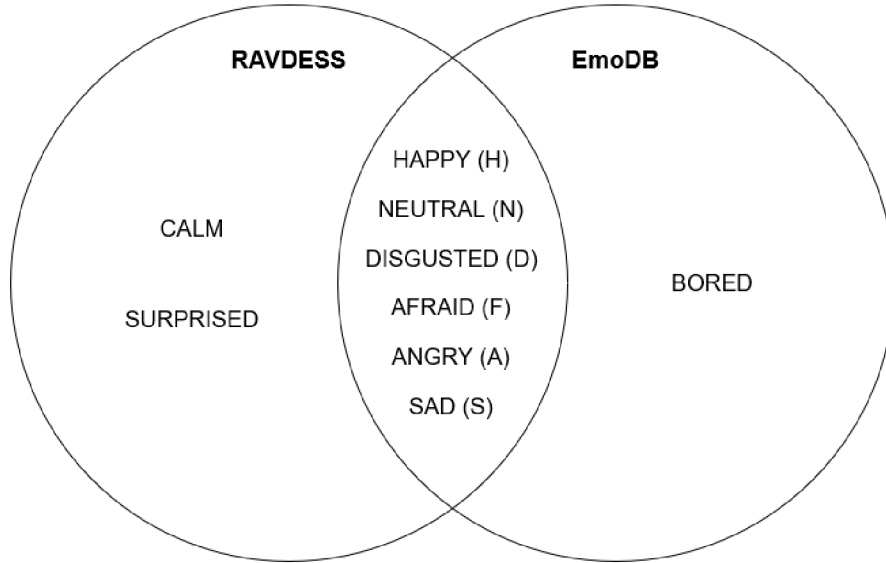 RAVDESS
EmoDB
HAPPY (H)
NEUTRAL (N)
DISGUSTED (D)
AFRAID (F)
ANGRY (A)
SAD (S)
CALM
SURPRISED
BORED